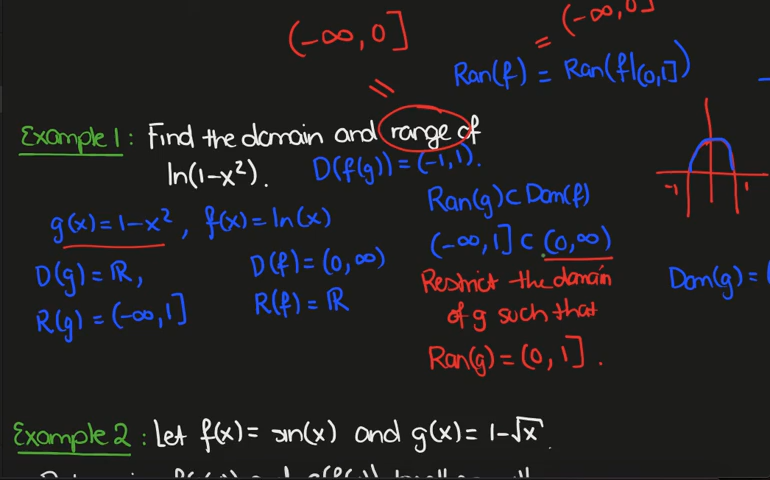 (-∞, 0]
= (-∞, 0]
Ran(f) = Ran(f|(0,1])
=
Example 1: Find the domain and range of
ln(1-x²). D(f(g)) = (-1, 1).
g(x) = 1-x², f(x) = ln(x)
D(g) = ℝ, D(f) = (0, ∞)
R(g) = (-∞, 1] R(f) = ℝ
Ran(g) ⊂ Dom(f)
(-∞, 1] ⊂ (0, ∞)
Restrict the domain
of g such that
Ran(g) = (0, 1].
-1 1
Dom(g) = (
Example 2: Let f(x) = sin(x) and g(x) = 1-√x.